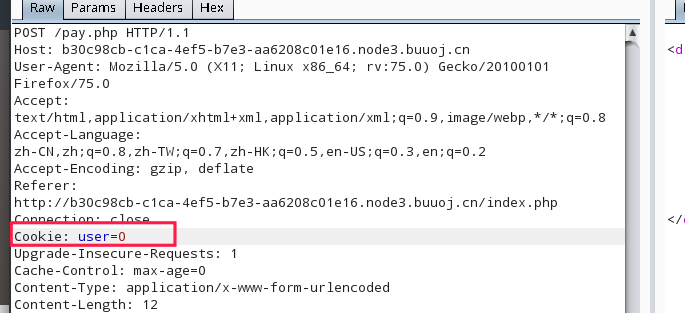 Raw Params Headers Hex
POST /pay.php HTTP/1.1
Host: b30c98cb-c1ca-4ef5-b7e3-aa6208c01e16.node3.buuoj.cn
User-Agent: Mozilla/5.0 (X11; Linux x86_64; rv:75.0) Gecko/20100101
Firefox/75.0
Accept:
text/html,application/xhtml+xml,application/xml;q=0.9,image/webp,*/*;q=0.8
Accept-Language:
zh-CN,zh;q=0.8,zh-TW;q=0.7,zh-HK;q=0.5,en-US;q=0.3,en;q=0.2
Accept-Encoding: gzip, deflate
Referer:
http://b30c98cb-c1ca-4ef5-b7e3-aa6208c01e16.node3.buuoj.cn/index.php
Connection: close
Cookie: user=0
Upgrade-Insecure-Requests: 1
Cache-Control: max-age=0
Content-Type: application/x-www-form-urlencoded
Content-Length: 12
<d
</